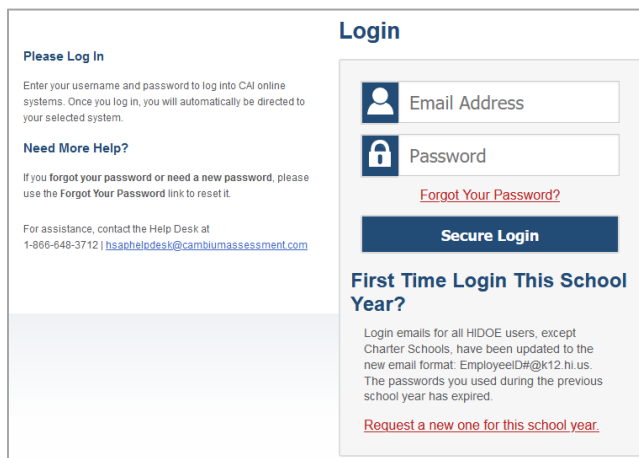 Please Log In
Enter your username and password to log into CAI online
systems. Once you log in, you will automatically be directed to
your selected system.
Need More Help?
If you forgot your password or need a new password, please
use the Forgot Your Password link to reset it.
For assistance, contact the Help Desk at
1-866-648-3712 | hsaphelpdesk@cambiumassessment.com
Login
Email Address
Password
Forgot Your Password?
Secure Login
First Time Login This School
Year?
Login emails for all HIDOE users, except
Charter Schools, have been updated to the
new email format: EmployeeID#@k12.hi.us.
The passwords you used during the previous
school year has expired.
Request a new one for this school year.